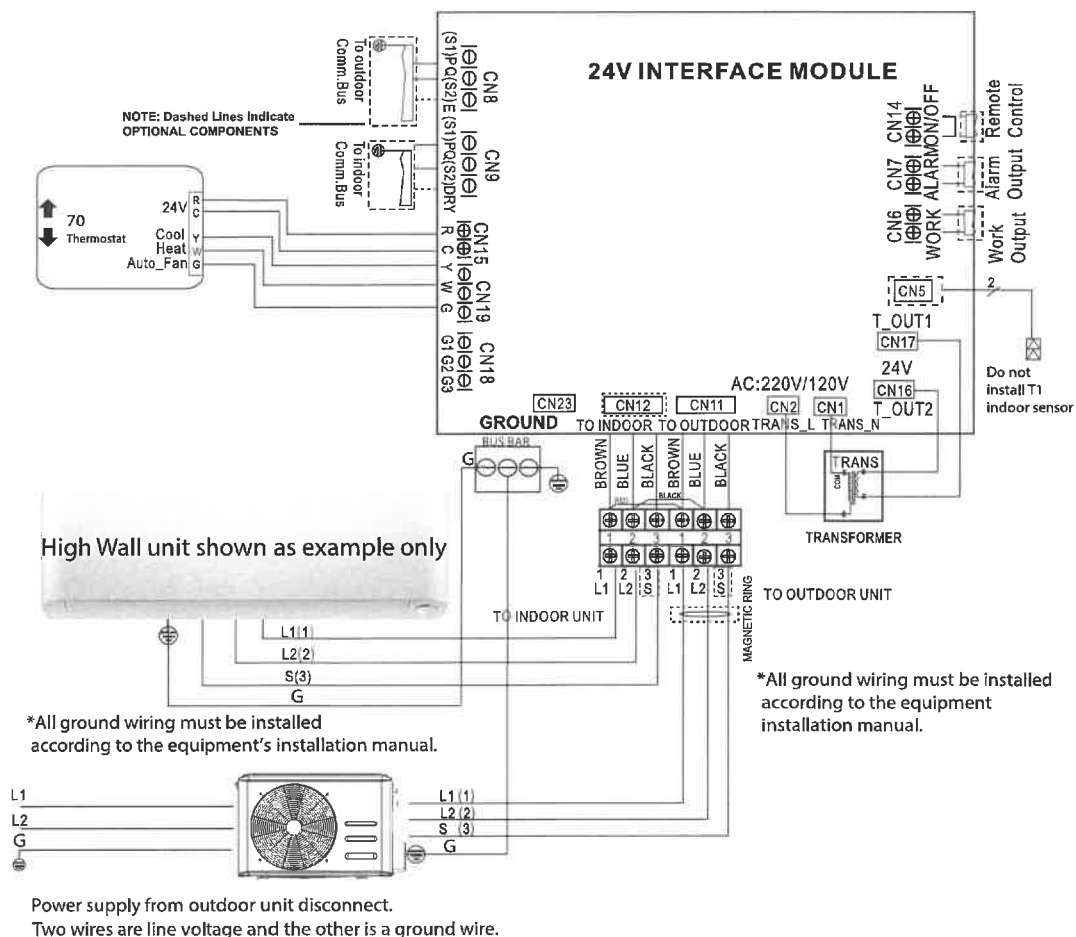 24V INTERFACE MODULE
To outdoor
Comm.Bus
(S1)PQ(S2)E
CN8
NOTE: Dashed Lines Indicate
OPTIONAL COMPONENTS
To indoor
Comm.Bus
(S1)PQ(S2)DRY
CN9
70
Thermostat
24V
R
C
Cool Y
Heat W
Auto_Fan G
R
C
Y
W
G
CN15
CN19
G1 G2 G3
CN18
CN14
ON/OFF
Remote
Control
CN7
ALARM
Alarm
Output
CN6
WORK
Work
Output
CN5
2
Do not
install T1
indoor sensor
T_OUT1
CN17
24V
CN16
T_OUT2
AC:220V/120V
CN23
CN12
CN11
CN2
CN1
GROUND
TO INDOOR
TO OUTDOOR
TRANS_L
TRANS_N
BUS BAR
G
BROWN
BLUE
BLACK
BROWN
BLUE
BLACK
RED
BLACK
1 2 3 1 2 3
1 2 3 1 2 3
L1 L2 S L1 L2 S
TRANS
COM
TRANSFORMER
High Wall unit shown as example only
TO INDOOR UNIT
TO OUTDOOR UNIT
MAGNETIC RING
L1(1)
L2(2)
S(3)
G
*All ground wiring must be installed
according to the equipment's installation manual.
*All ground wiring must be installed
according to the equipment
installation manual.
L1
L2
G
L1 (1)
L2 (2)
S (3)
G
Power supply from outdoor unit disconnect.
Two wires are line voltage and the other is a ground wire.